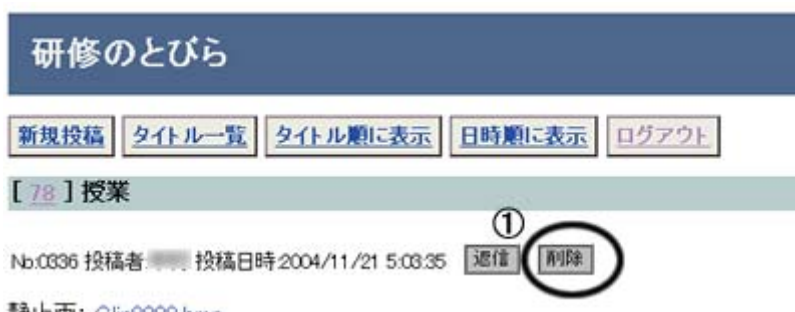 研修のとびら
新規投稿 タイトル一覧 タイトル順に表示 日時順に表示 ログアウト
[ 78 ] 授業
①
No:0336 投稿者: 投稿日時:2004/11/21 5:03:35 返信 削除